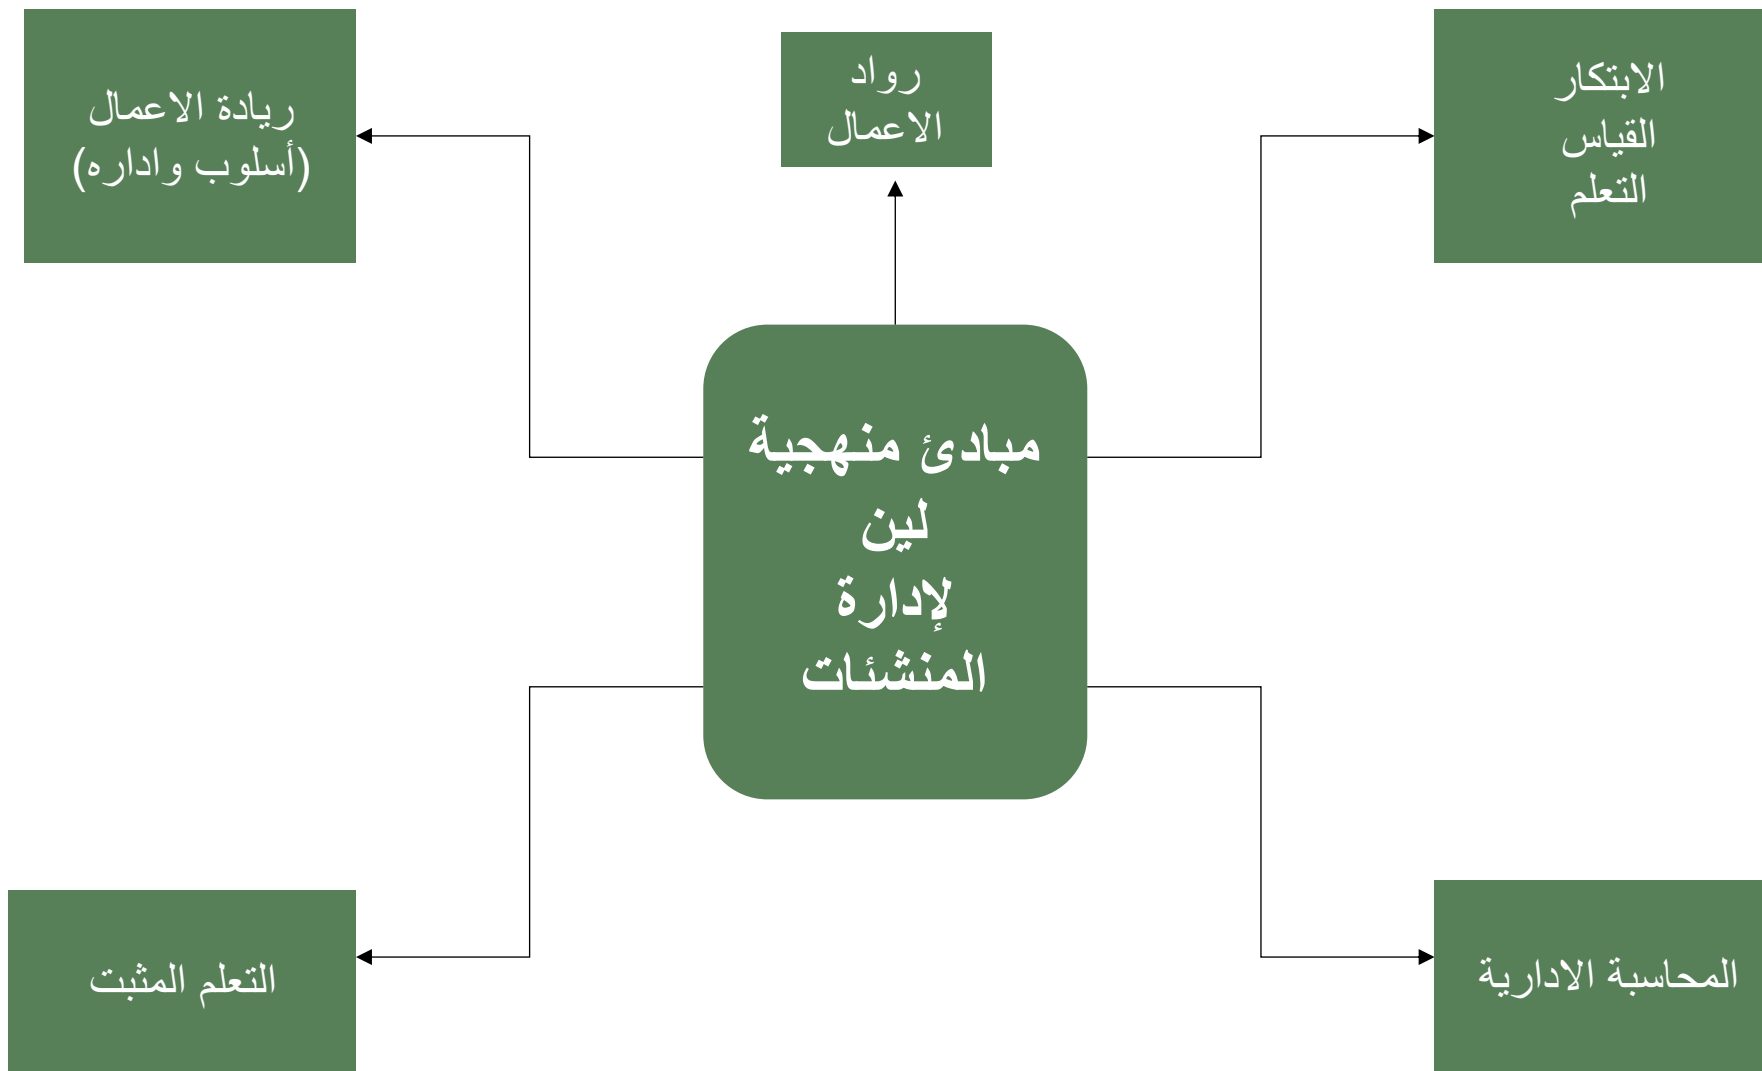 الابتكار
القياس
التعلم
رواد
الاعمال
ريادة الاعمال
(أسلوب واداره)
مبادئ منهجية
لين
لإدارة
المنشئات
المحاسبة الادارية
التعلم المثبت